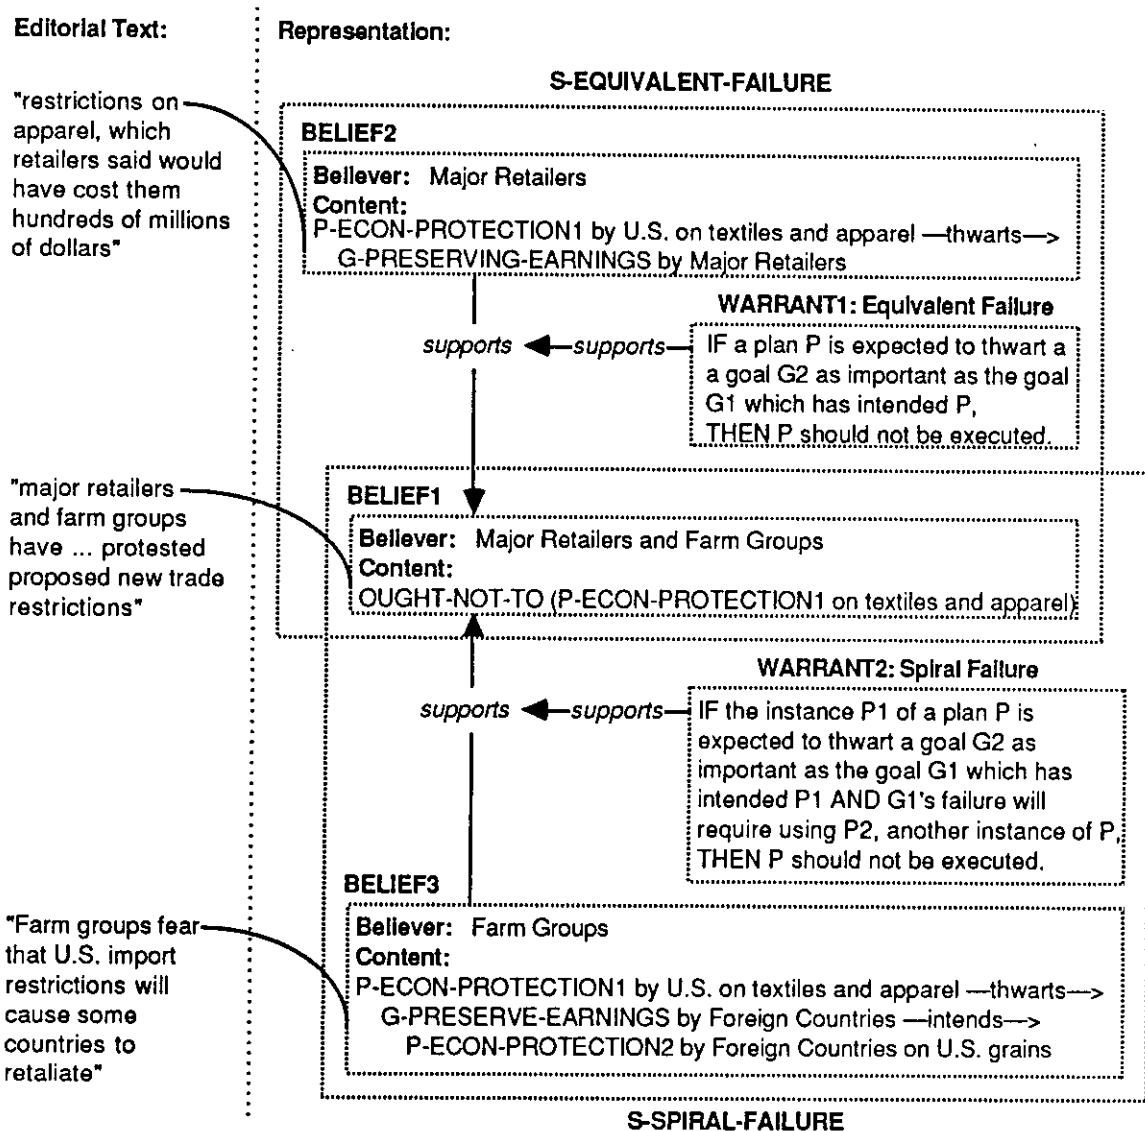 Editorial Text:
Representation:
S-EQUIVALENT-FAILURE
"restrictions on
apparel, which
retailers said would
have cost them
hundreds of millions
of dollars"
BELIEF2
Believer: Major Retailers
Content:
P-ECON-PROTECTION1 by U.S. on textiles and apparel —thwarts—>
G-PRESERVING-EARNINGS by Major Retailers
WARRANT1: Equivalent Failure
supports
supports
IF a plan P is expected to thwart a
a goal G2 as important as the goal
G1 which has intended P,
THEN P should not be executed.
"major retailers
and farm groups
have ... protested
proposed new trade
restrictions"
BELIEF1
Believer: Major Retailers and Farm Groups
Content:
OUGHT-NOT-TO (P-ECON-PROTECTION1 on textiles and apparel)
WARRANT2: Spiral Failure
supports
supports
IF the instance P1 of a plan P is
expected to thwart a goal G2 as
important as the goal G1 which has
intended P1 AND G1's failure will
require using P2, another instance of P,
THEN P should not be executed.
BELIEF3
"Farm groups fear
that U.S. import
restrictions will
cause some
countries to
retaliate"
Believer: Farm Groups
Content:
P-ECON-PROTECTION1 by U.S. on textiles and apparel —thwarts—>
G-PRESERVE-EARNINGS by Foreign Countries —intends—>
P-ECON-PROTECTION2 by Foreign Countries on U.S. grains
S-SPIRAL-FAILURE